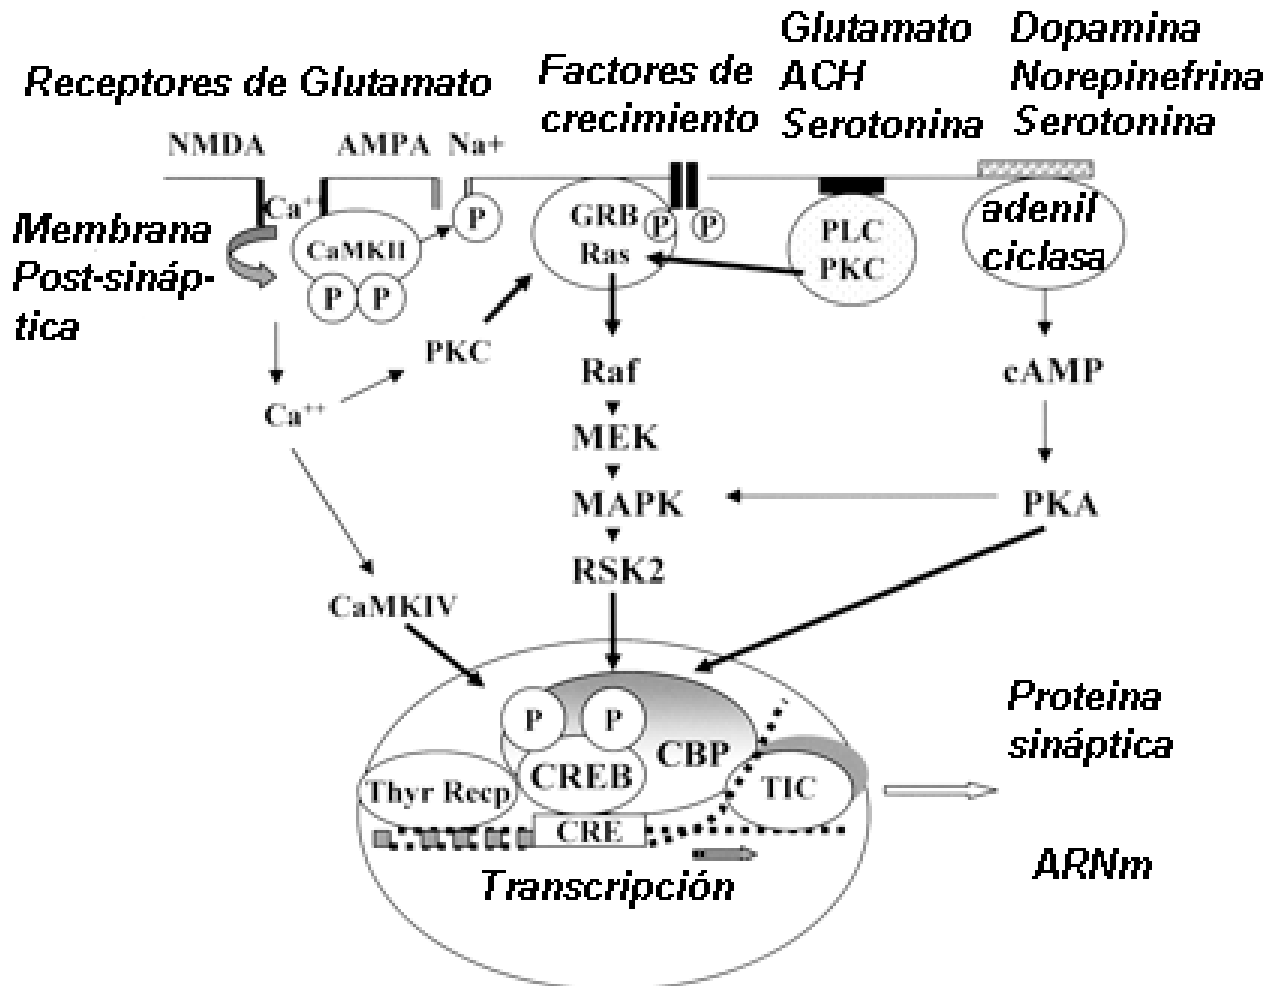 Receptores de Glutamato
Factores de
crecimiento
Glutamato
ACH
Serotonina
Dopamina
Norepinefrina
Serotonina
NMDA
AMPA
Na+
Membrana
Post-sináp-
tica
Ca++
CaMKII
P
P
P
GRB
Ras
P
P
PLC
PKC
adenil
ciclasa
PKC
Ca++
Raf
MEK
MAPK
RSK2
cAMP
PKA
CaMKIV
P
P
CREB
CBP
Thyr Recp
TIC
CRE
Transcripción
Proteina
sináptica
ARNm